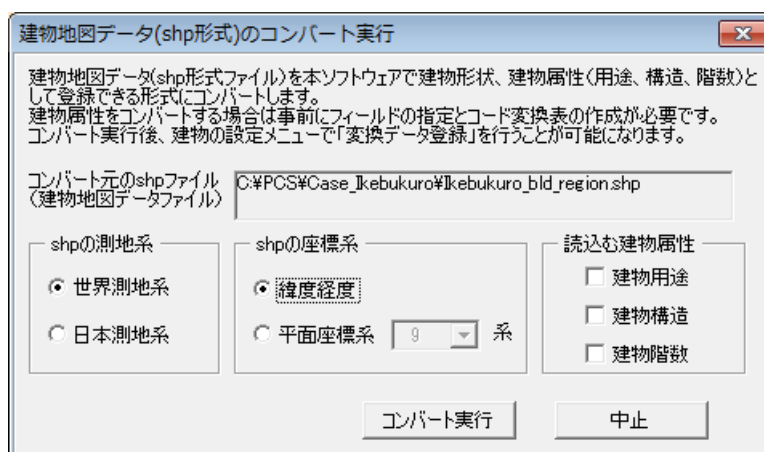 建物地図データ(shp形式)のコンバート実行
建物地図データ(shp形式ファイル)を本ソフトウェアで建物形状、建物属性(用途、構造、階数)と
して登録できる形式にコンバートします。
建物属性をコンバートする場合は事前にフィールドの指定とコード変換表の作成が必要です。
コンバート実行後、建物の設定メニューで「変換データ登録」を行うことが可能になります。
コンバート元のshpファイル
(建物地図データファイル)
C:¥PCS¥Case_Ikebukuro¥Ikebukuro_bld_region.shp
shpの測地系
世界測地系
日本測地系
shpの座標系
緯度経度
平面座標系 9 系
読込む建物属性
建物用途
建物構造
建物階数
コンバート実行
中止